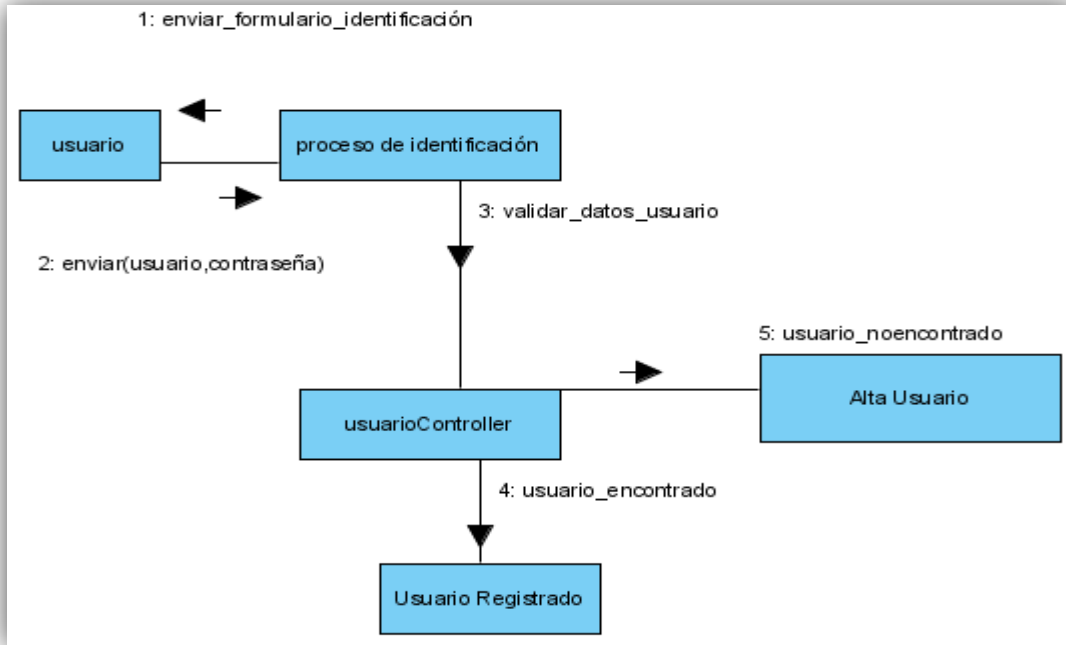 1: enviar_formulario_identificación
usuario
proceso de identificación
3: validar_datos_usuario
2: enviar(usuario,contraseña)
5: usuario_noencontrado
Alta Usuario
usuarioController
4: usuario_encontrado
Usuario Registrado